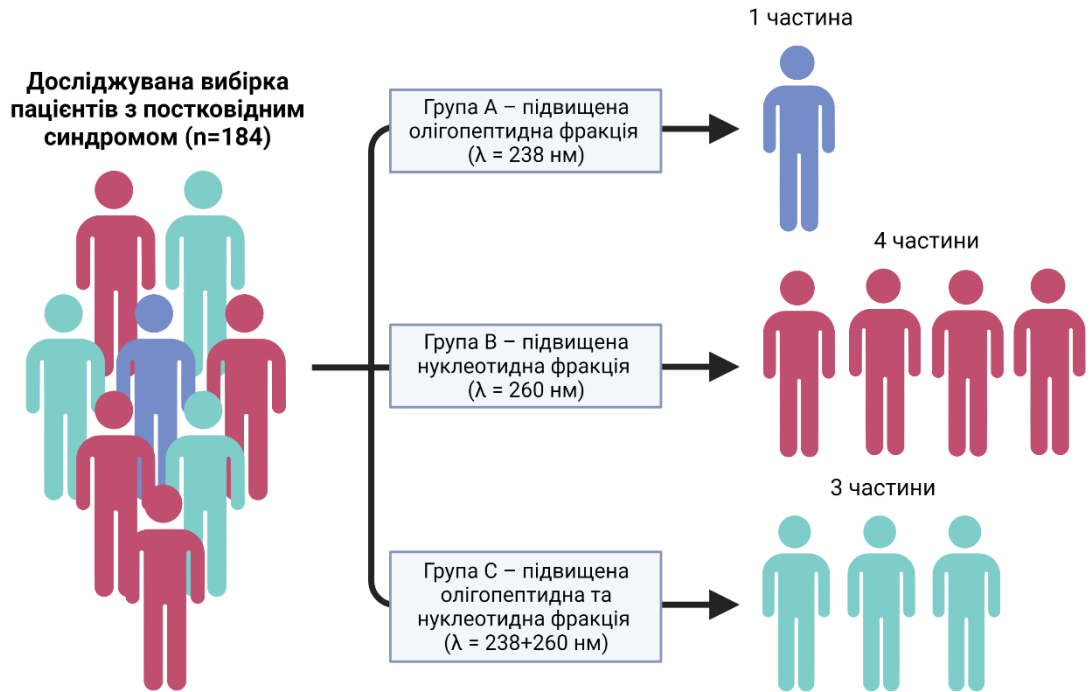 Досліджувана вибірка
пацієнтів з постковідним
синдромом (n=184)
Група А – підвищена
олігопептидна фракція
(λ = 238 нм)
1 частина
Група В – підвищена
нуклеотидна фракція
(λ = 260 нм)
4 частини
Група С – підвищена
олігопептидна та
нуклеотидна фракція
(λ = 238+260 нм)
3 частини